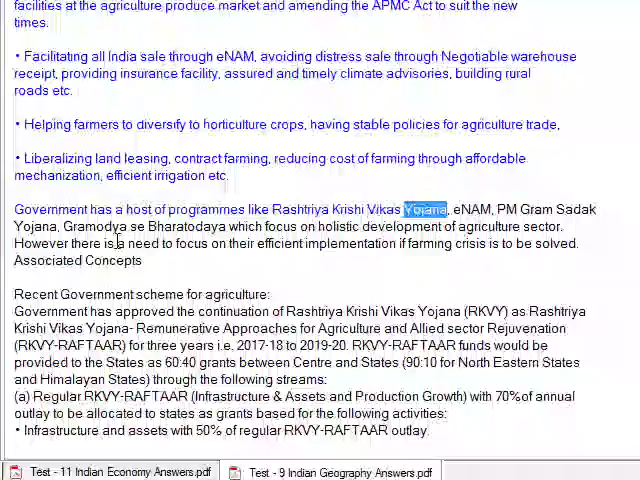 facilities at the agriculture produce market and amending the APMC Act to suit the new
times.
• Facilitating all India sale through eNAM, avoiding distress sale through Negotiable warehouse
receipt, providing insurance facility, assured and timely climate advisories, building rural
roads etc.
• Helping farmers to diversify to horticulture crops, having stable policies for agriculture trade,
• Liberalizing land leasing, contract farming, reducing cost of farming through affordable
mechanization, efficient irrigation etc.
Government has a host of programmes like Rashtriya Krishi Vikas Yojana, eNAM, PM Gram Sadak
Yojana, Gramodya se Bharatodaya which focus on holistic development of agriculture sector.
However there is a need to focus on their efficient implementation if farming crisis is to be solved.
Associated Concepts
Recent Government scheme for agriculture:
Government has approved the continuation of Rashtriya Krishi Vikas Yojana (RKVY) as Rashtriya
Krishi Vikas Yojana- Remunerative Approaches for Agriculture and Allied sector Rejuvenation
(RKVY-RAFTAAR) for three years i.e. 2017-18 to 2019-20. RKVY-RAFTAAR funds would be
provided to the States as 60:40 grants between Centre and States (90:10 for North Eastern States
and Himalayan States) through the following streams:
(a) Regular RKVY-RAFTAAR (Infrastructure & Assets and Production Growth) with 70%of annual
outlay to be allocated to states as grants based for the following activities:
• Infrastructure and assets with 50% of regular RKVY-RAFTAAR outlay.
Test - 11 Indian Economy Answers.pdf
Test - 9 Indian Geography Answers.pdf